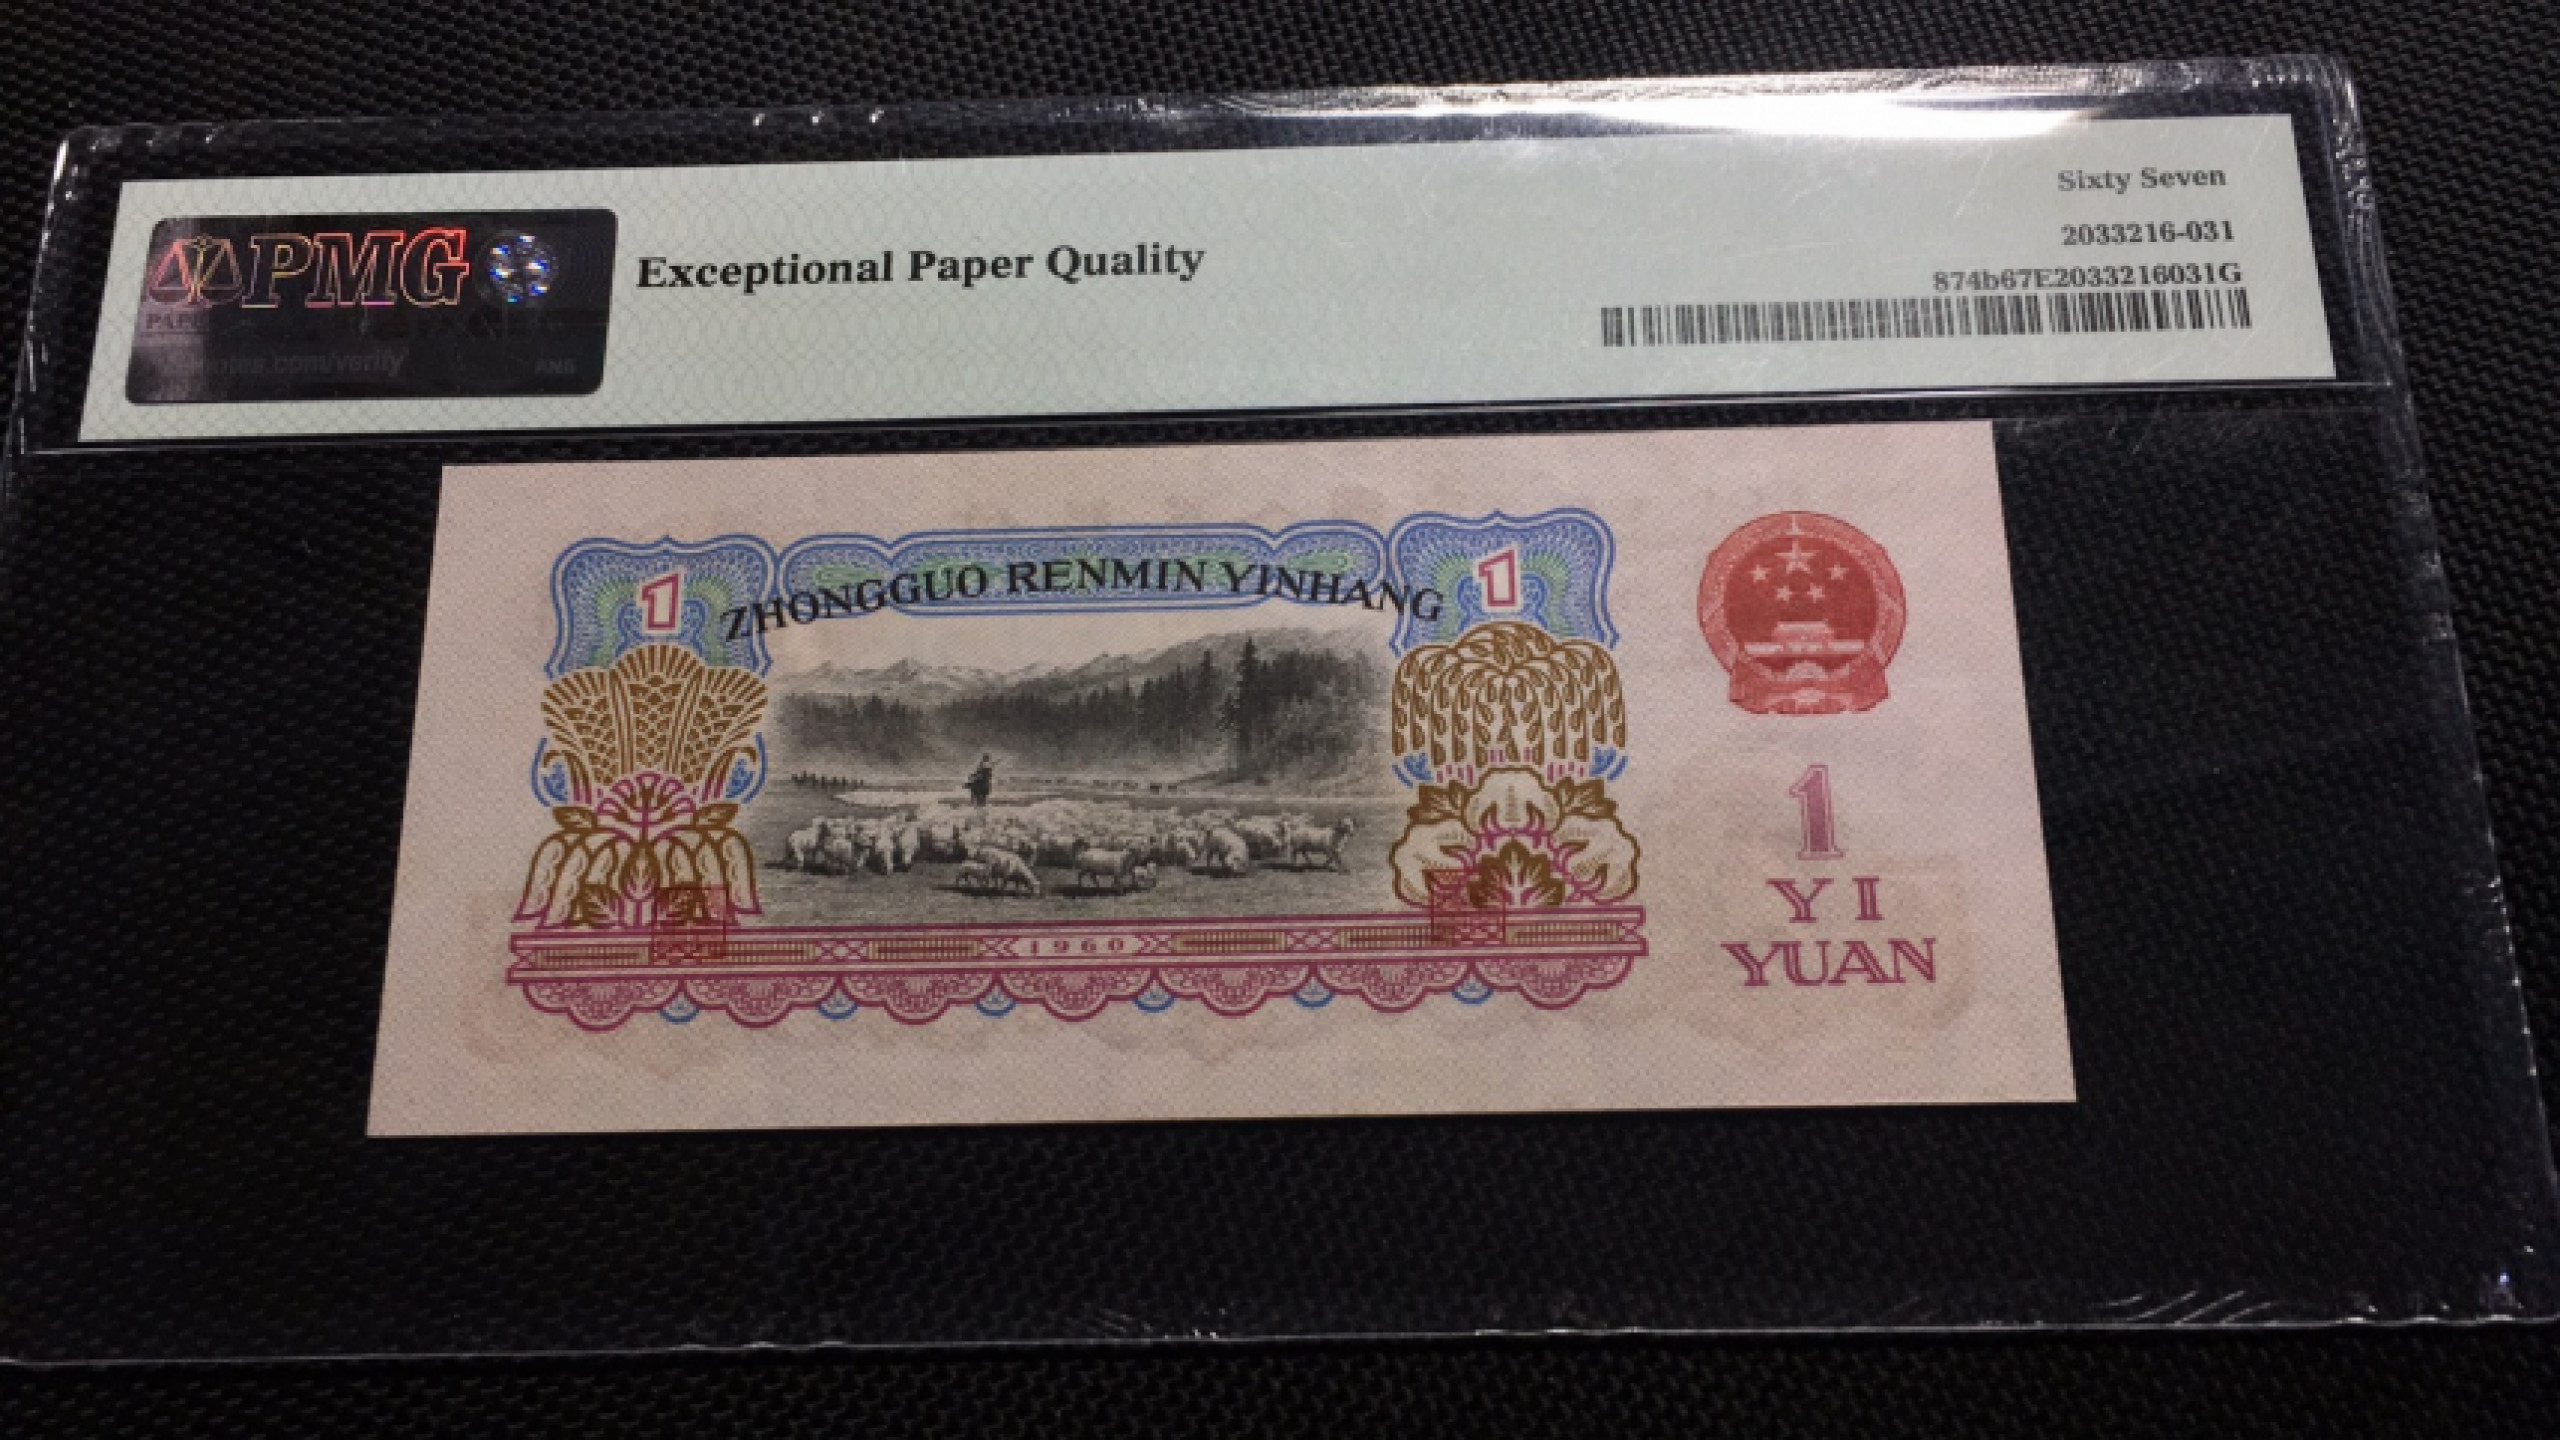 Sixty Seven
PMG
Exceptional Paper Quality
2033216-031
874b67E2033216031G
1
ZHONGGUO RENMIN YINHANG
1
1
YI
YUAN
1960